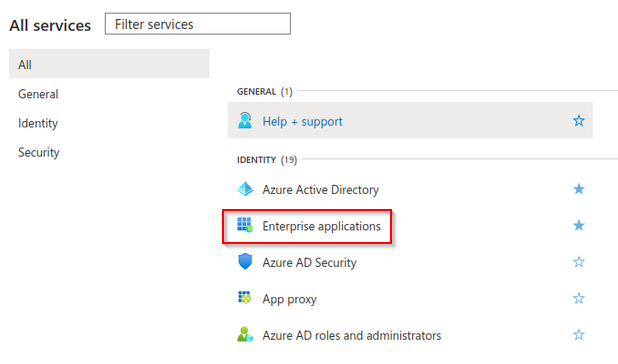 All services
Filter services
All
General
Identity
Security
GENERAL (1)
Help + support
IDENTITY (19)
Azure Active Directory
Enterprise applications
Azure AD Security
App proxy
Azure AD roles and administrators